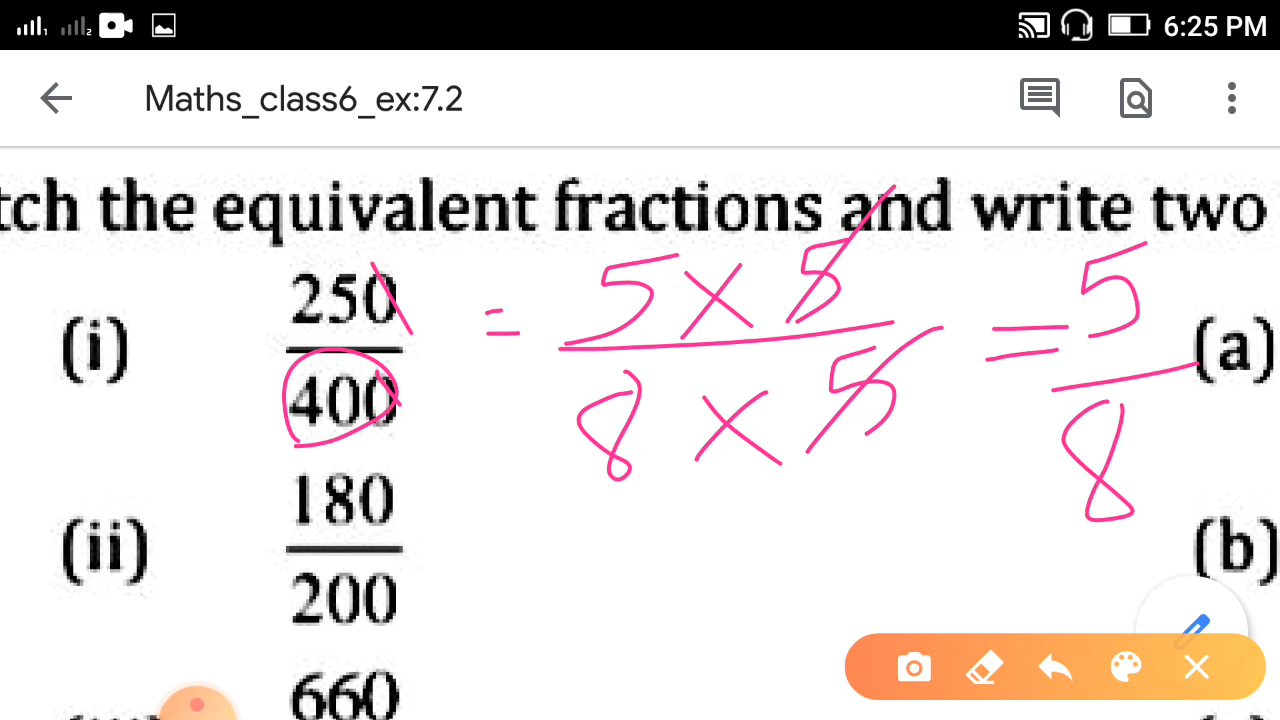 6:25 PM
Maths_class6_ex:7.2
tch the equivalent fractions and write two
(i) 250/400 = 5 × 5 / 8 × 5 = 5/8 (a)
(ii) 180/200 (b)
660